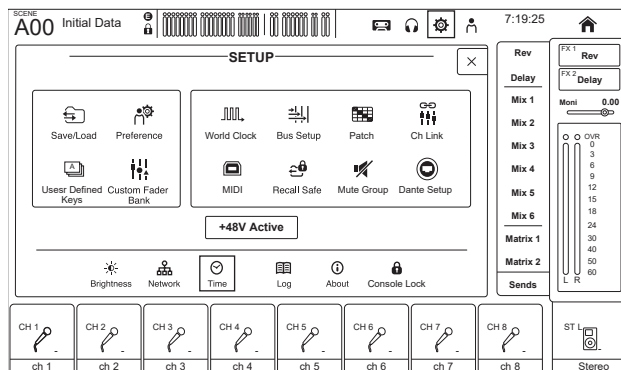 SCENE
A00 Initial Data
7:19:25
SETUP
Save/Load
Preference
World Clock
Bus Setup
Patch
Ch Link
A
Usesr Defined
Keys
Custom Fader
Bank
MIDI
Recall Safe
Mute Group
Dante Setup
+48V Active
Brightness
Network
Time
Log
About
Console Lock
Rev
Delay
Mix 1
Mix 2
Mix 3
Mix 4
Mix 5
Mix 6
Matrix 1
Matrix 2
Sends
FX 1
Rev
FX 2
Delay
Moni 0.00
OVR
0
3
6
9
12
15
18
24
30
40
50
60
L R
CH 1
ch 1
CH 2
ch 2
CH 3
ch 3
CH 4
ch 4
CH 5
ch 5
CH 6
ch 6
CH 7
ch 7
CH 8
ch 8
ST L
Stereo